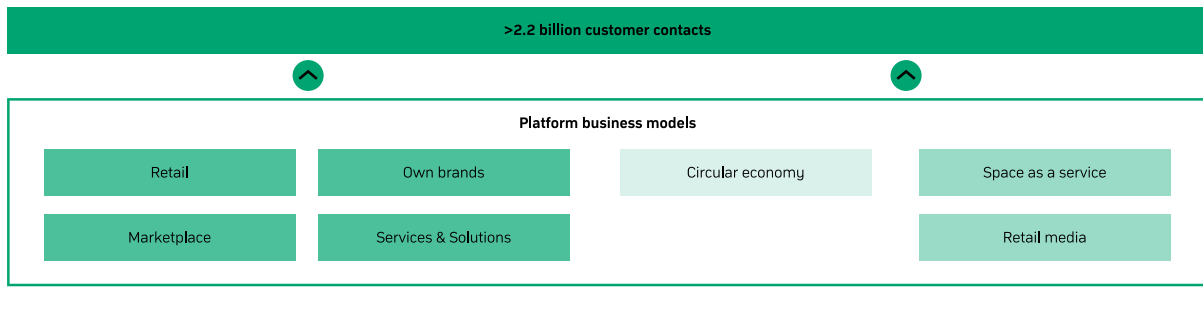 >2.2 billion customer contacts
Platform business models
Retail
Own brands
Circular economy
Space as a service
Marketplace
Services & Solutions
Retail media